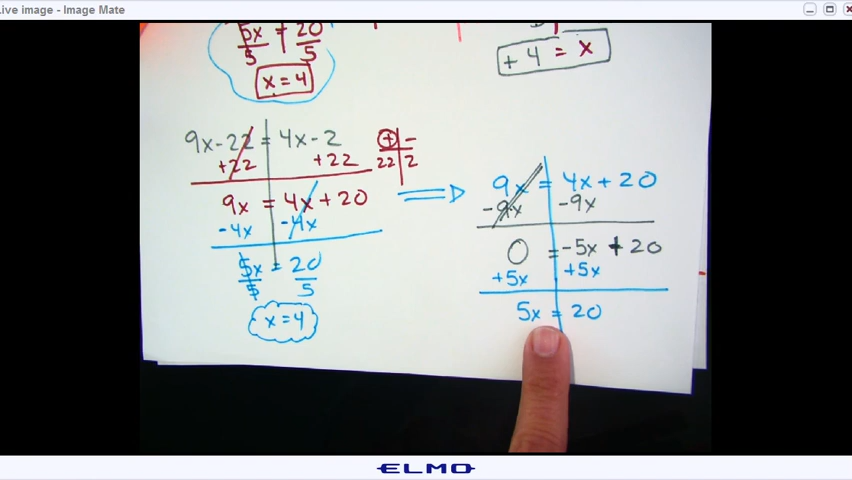 Live image - Image Mate
5x = 20
5 5
x = 4
+ 4 = x
9x - 22 = 4x - 2
+22 +22
+ -
22 2
9x = 4x + 20
-4x -4x
5x = 20
5 5
x = 4
9x = 4x + 20
-9x -9x
0 = -5x + 20
+5x +5x
5x = 20
ELMO